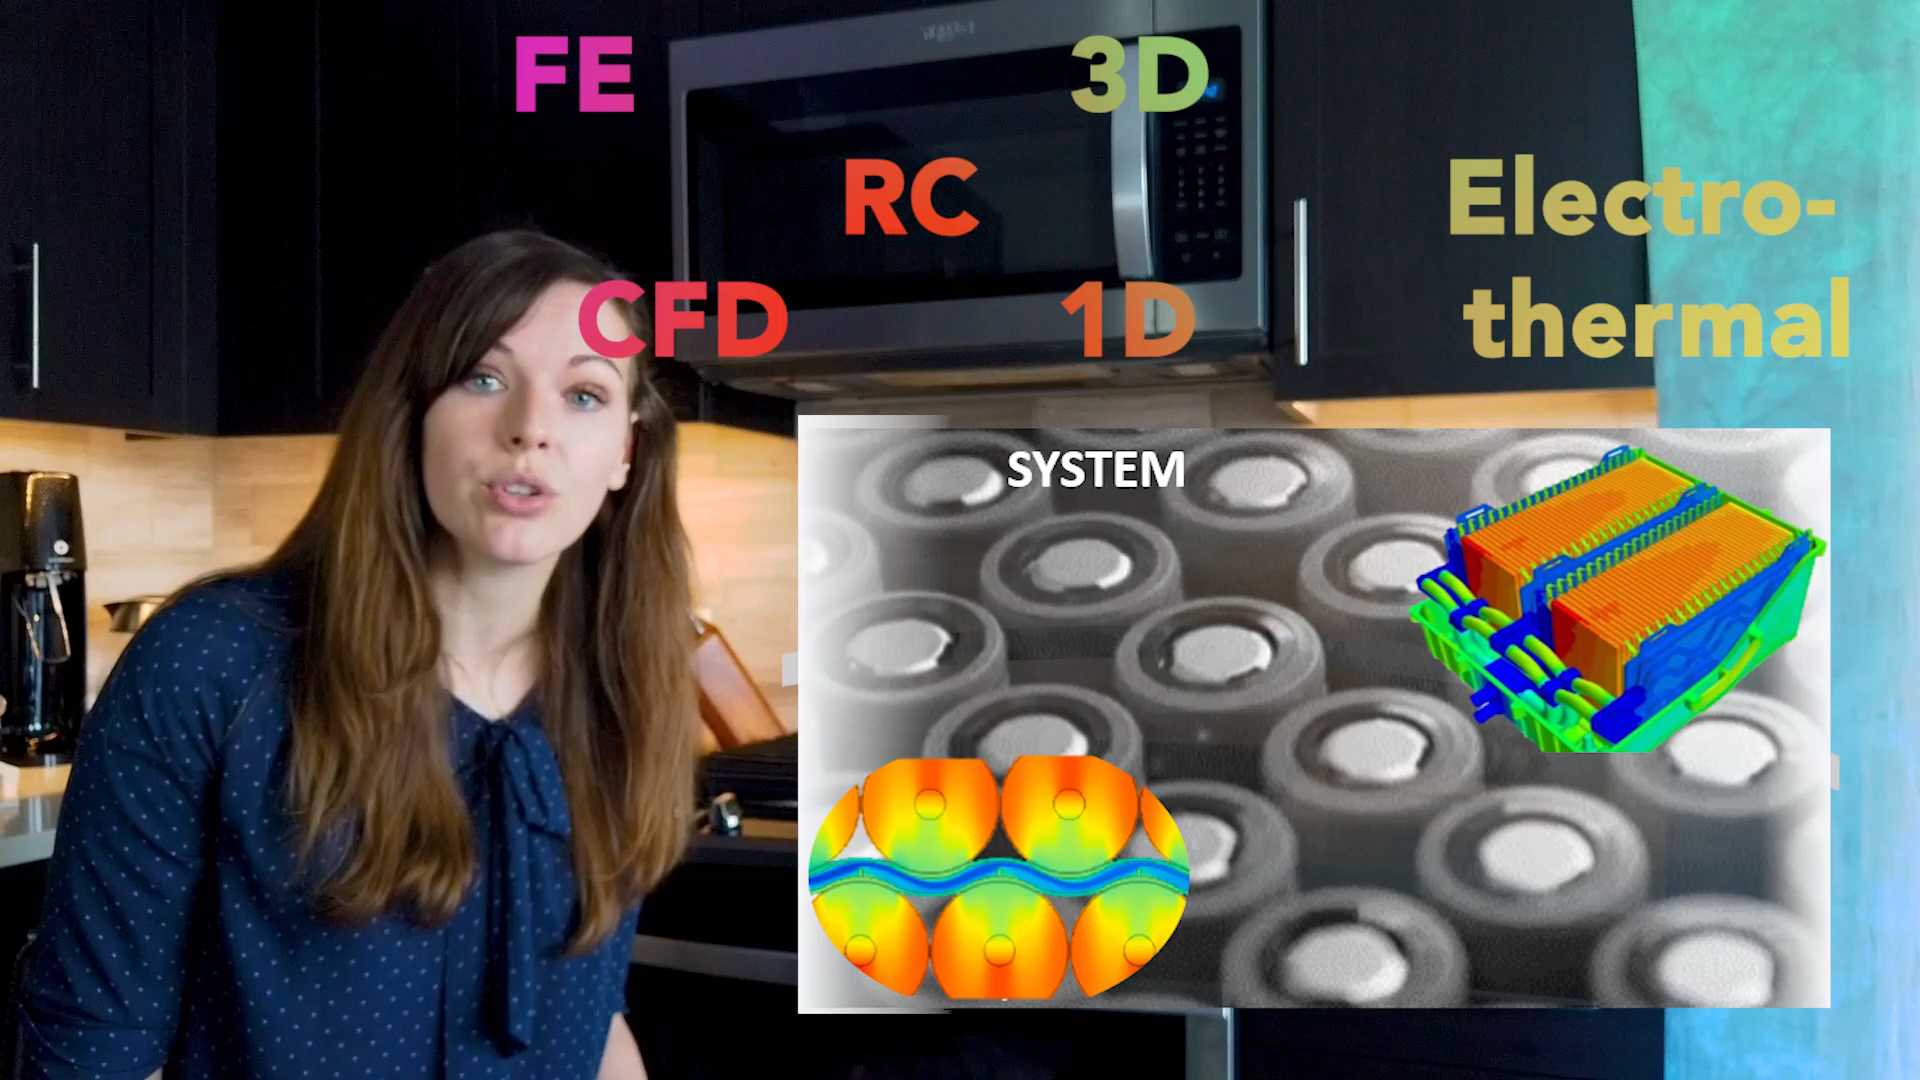 FE
3D
RC
Electro-
thermal
CFD
1D
SYSTEM